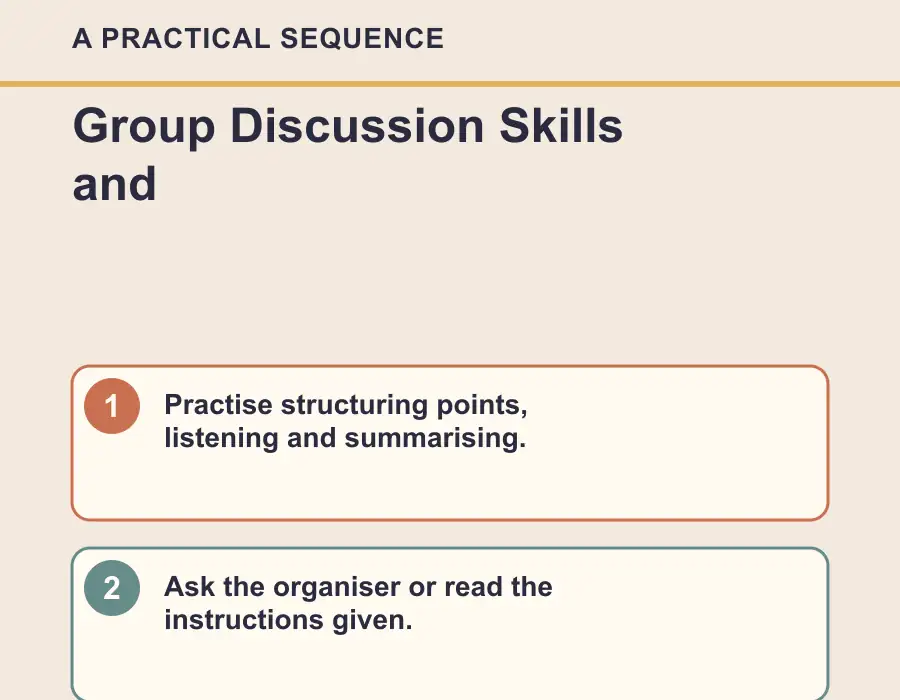 A PRACTICAL SEQUENCE
Group Discussion Skills
and
1
Practise structuring points,
listening and summarising.
2
Ask the organiser or read the
instructions given.